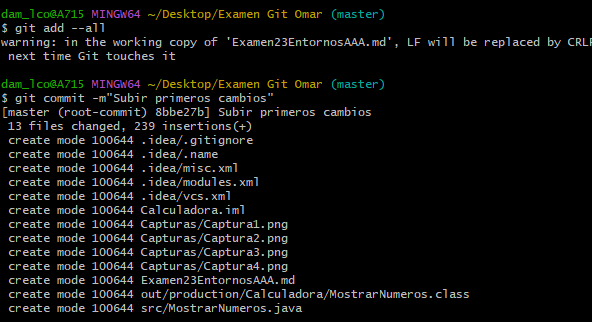 dam_lco@A715 MINGW64 ~/Desktop/Examen Git Omar (master)
$ git add --all
warning: in the working copy of 'Examen23EntornosAAA.md', LF will be replaced by CRLF
 next time Git touches it
dam_lco@A715 MINGW64 ~/Desktop/Examen Git Omar (master)
$ git commit -m"Subir primeros cambios"
[master (root-commit) 8bbe27b] Subir primeros cambios
 13 files changed, 239 insertions(+)
 create mode 100644 .idea/.gitignore
 create mode 100644 .idea/.name
 create mode 100644 .idea/misc.xml
 create mode 100644 .idea/modules.xml
 create mode 100644 .idea/vcs.xml
 create mode 100644 Calculadora.iml
 create mode 100644 Capturas/Captura1.png
 create mode 100644 Capturas/Captura2.png
 create mode 100644 Capturas/Captura3.png
 create mode 100644 Capturas/Captura4.png
 create mode 100644 Examen23EntornosAAA.md
 create mode 100644 out/production/Calculadora/MostrarNumeros.class
 create mode 100644 src/MostrarNumeros.java